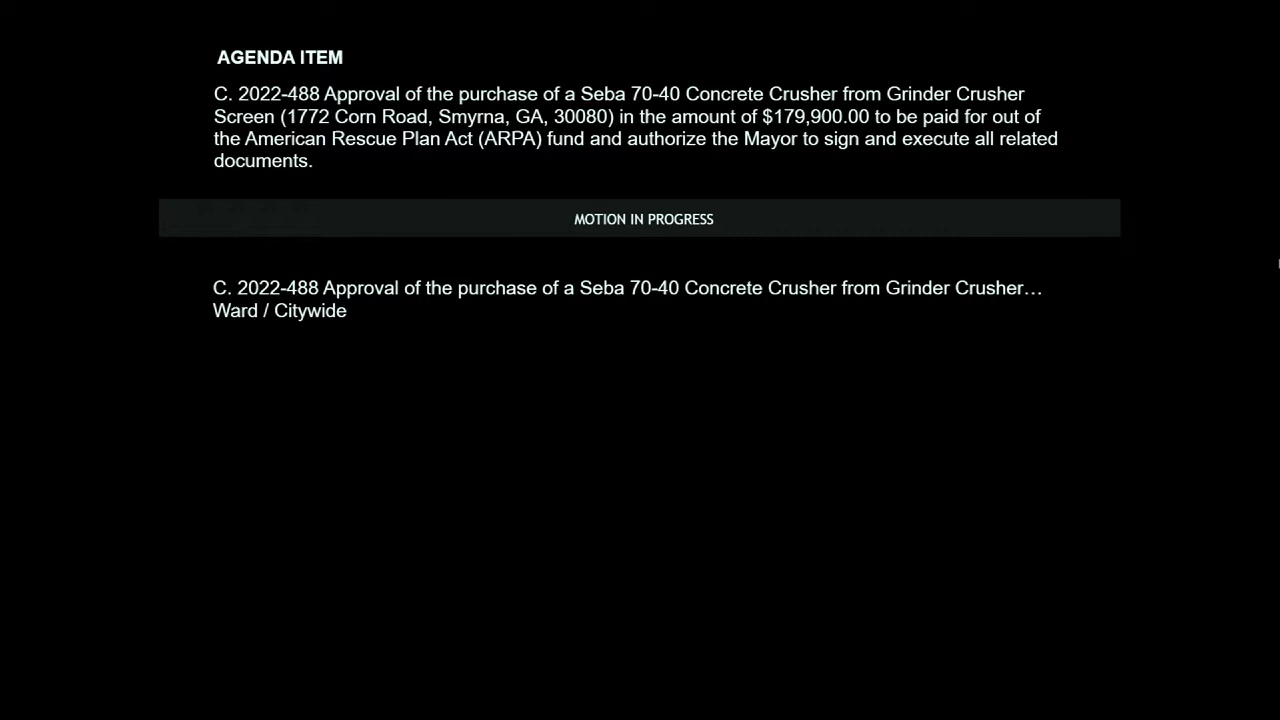 AGENDA ITEM
C. 2022-488 Approval of the purchase of a Seba 70-40 Concrete Crusher from Grinder Crusher
Screen (1772 Corn Road, Smyrna, GA, 30080) in the amount of $179,900.00 to be paid for out of
the American Rescue Plan Act (ARPA) fund and authorize the Mayor to sign and execute all related
documents.
MOTION IN PROGRESS
C. 2022-488 Approval of the purchase of a Seba 70-40 Concrete Crusher from Grinder Crusher…
Ward / Citywide